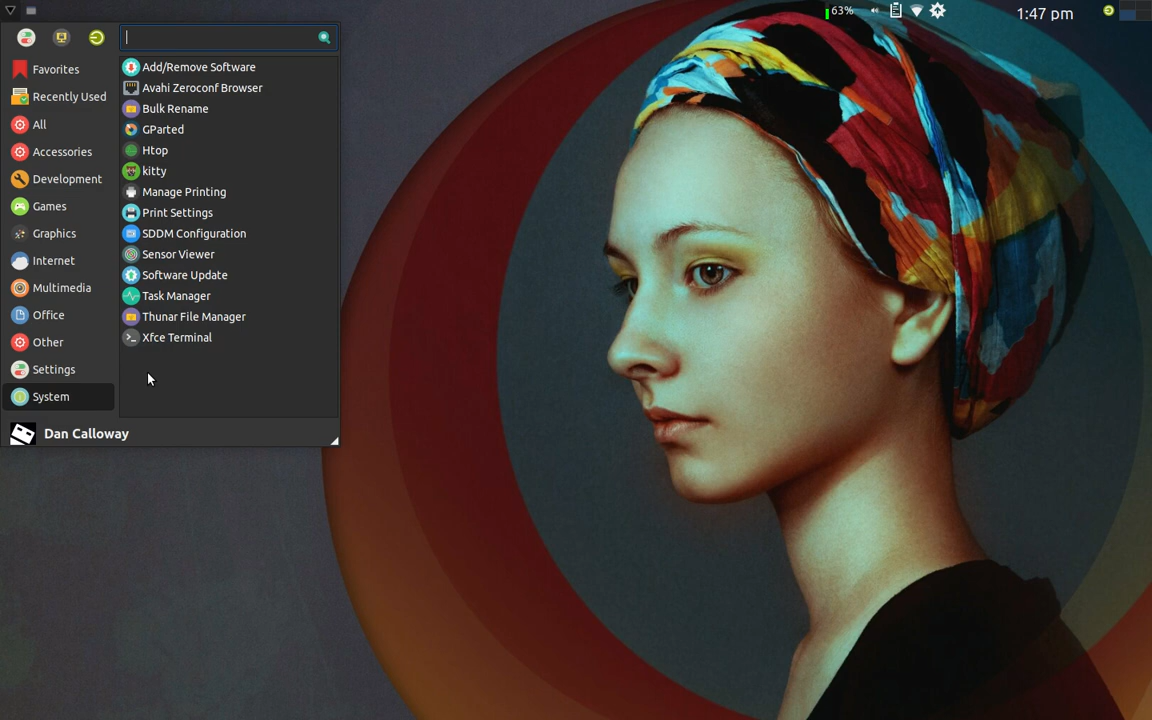 63%
1:47 pm
Favorites
Recently Used
All
Accessories
Development
Games
Graphics
Internet
Multimedia
Office
Other
Settings
System
Add/Remove Software
Avahi Zeroconf Browser
Bulk Rename
GParted
Htop
kitty
Manage Printing
Print Settings
SDDM Configuration
Sensor Viewer
Software Update
Task Manager
Thunar File Manager
Xfce Terminal
Dan Calloway